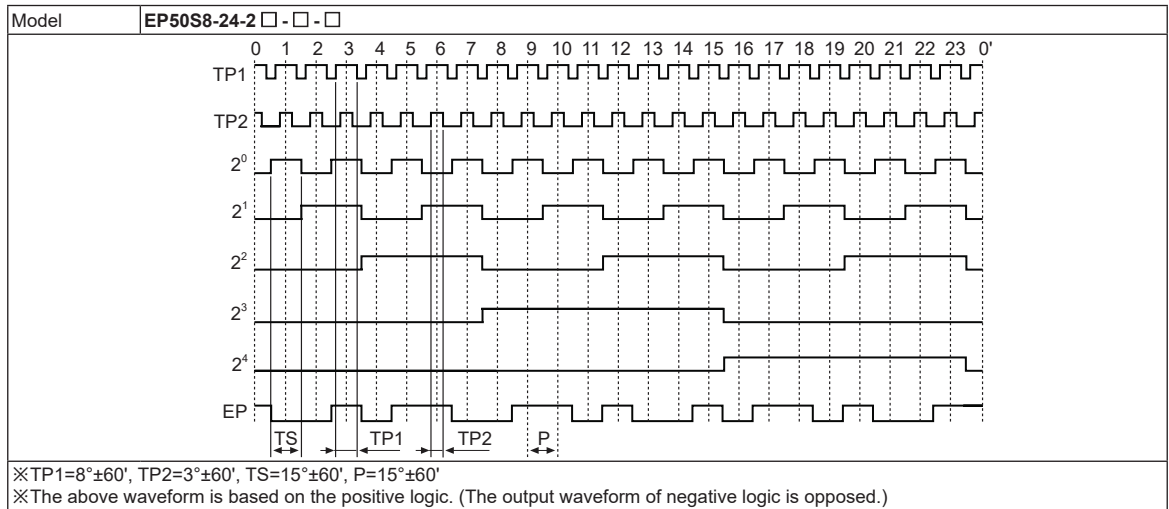 Model EP50S8-24-2 □ - □ - □
0 1 2 3 4 5 6 7 8 9 10 11 12 13 14 15 16 17 18 19 20 21 22 23 0'
TP1
TP2
2⁰
2¹
2²
2³
2⁴
EP
TS TP1 TP2 P
※TP1=8°±60', TP2=3°±60', TS=15°±60', P=15°±60'
※The above waveform is based on the positive logic. (The output waveform of negative logic is opposed.)